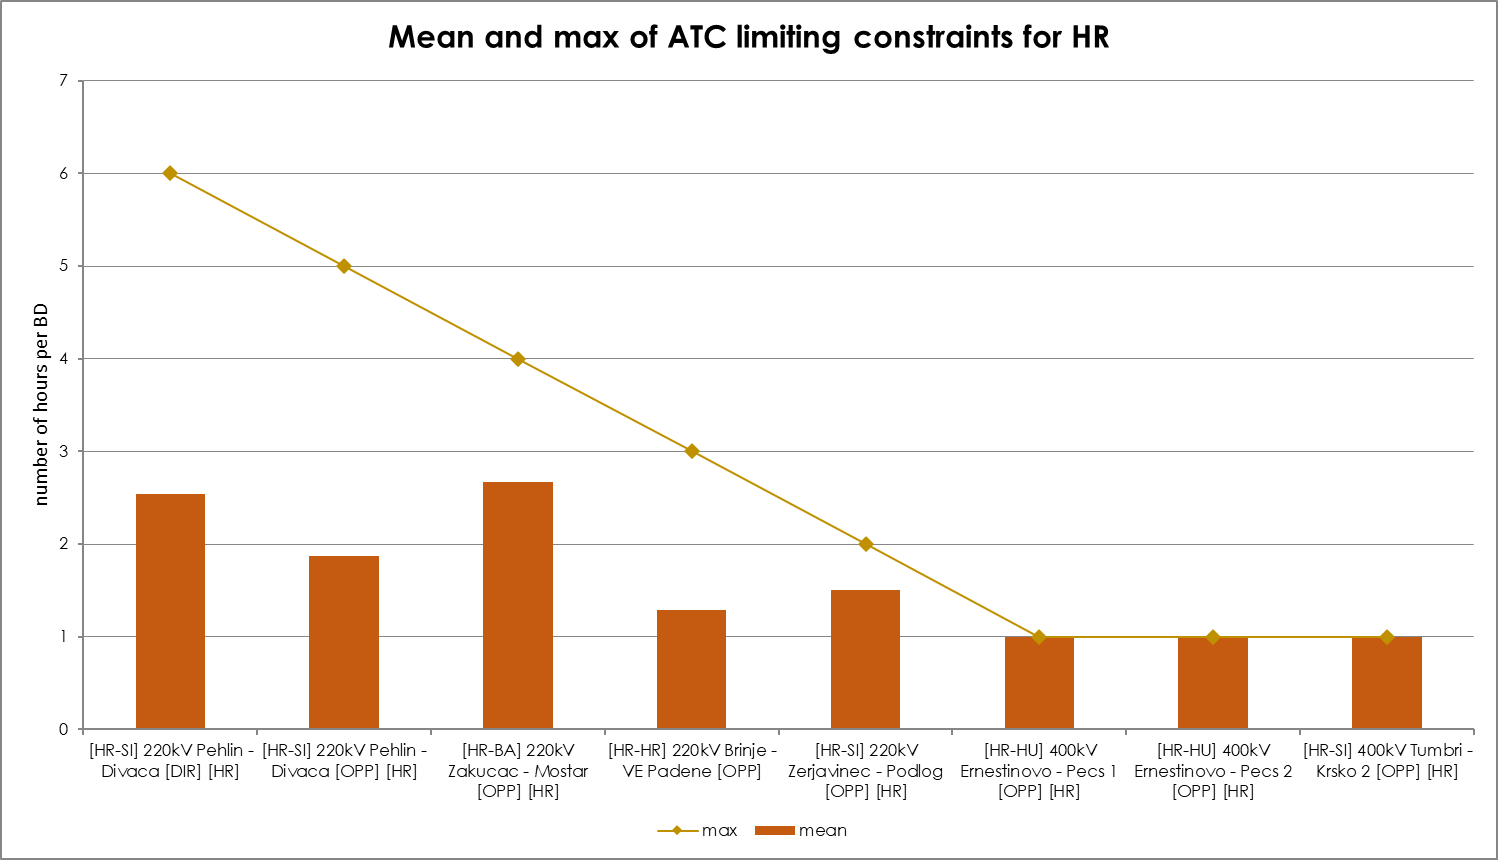 Mean and max of ATC limiting constraints for HR
number of hours per BD
7
6
5
4
3
2
1
0
[HR-SI] 220kV Pehlin -
Divaca [DIR] [HR]
[HR-SI] 220kV Pehlin -
Divaca [OPP] [HR]
[HR-BA] 220kV
Zakucac - Mostar
[OPP] [HR]
[HR-HR] 220kV Brinje -
VE Padene [OPP]
[HR-SI] 220kV
Zerjavinec - Podlog
[OPP] [HR]
[HR-HU] 400kV
Ernestinovo - Pecs 1
[OPP] [HR]
[HR-HU] 400kV
Ernestinovo - Pecs 2
[OPP] [HR]
[HR-SI] 400kV Tumbri -
Krsko 2 [OPP] [HR]
max
mean